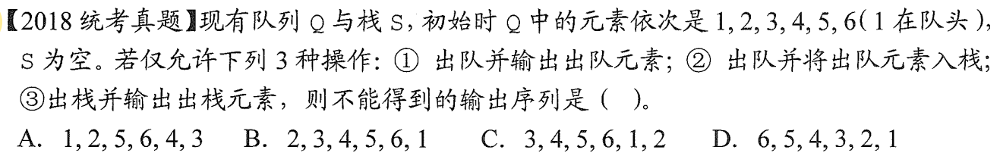 【2018 统考真题】现有队列 Q 与栈 S，初始时 Q 中的元素依次是 1, 2, 3, 4, 5, 6( 1 在队头 )，
S 为空。若仅允许下列 3 种操作：① 出队并输出出队元素；② 出队并将出队元素入栈；
③出栈并输出出栈元素，则不能得到的输出序列是（ ）。
A. 1, 2, 5, 6, 4, 3 B. 2, 3, 4, 5, 6, 1 C. 3, 4, 5, 6, 1, 2 D. 6, 5, 4, 3, 2, 1